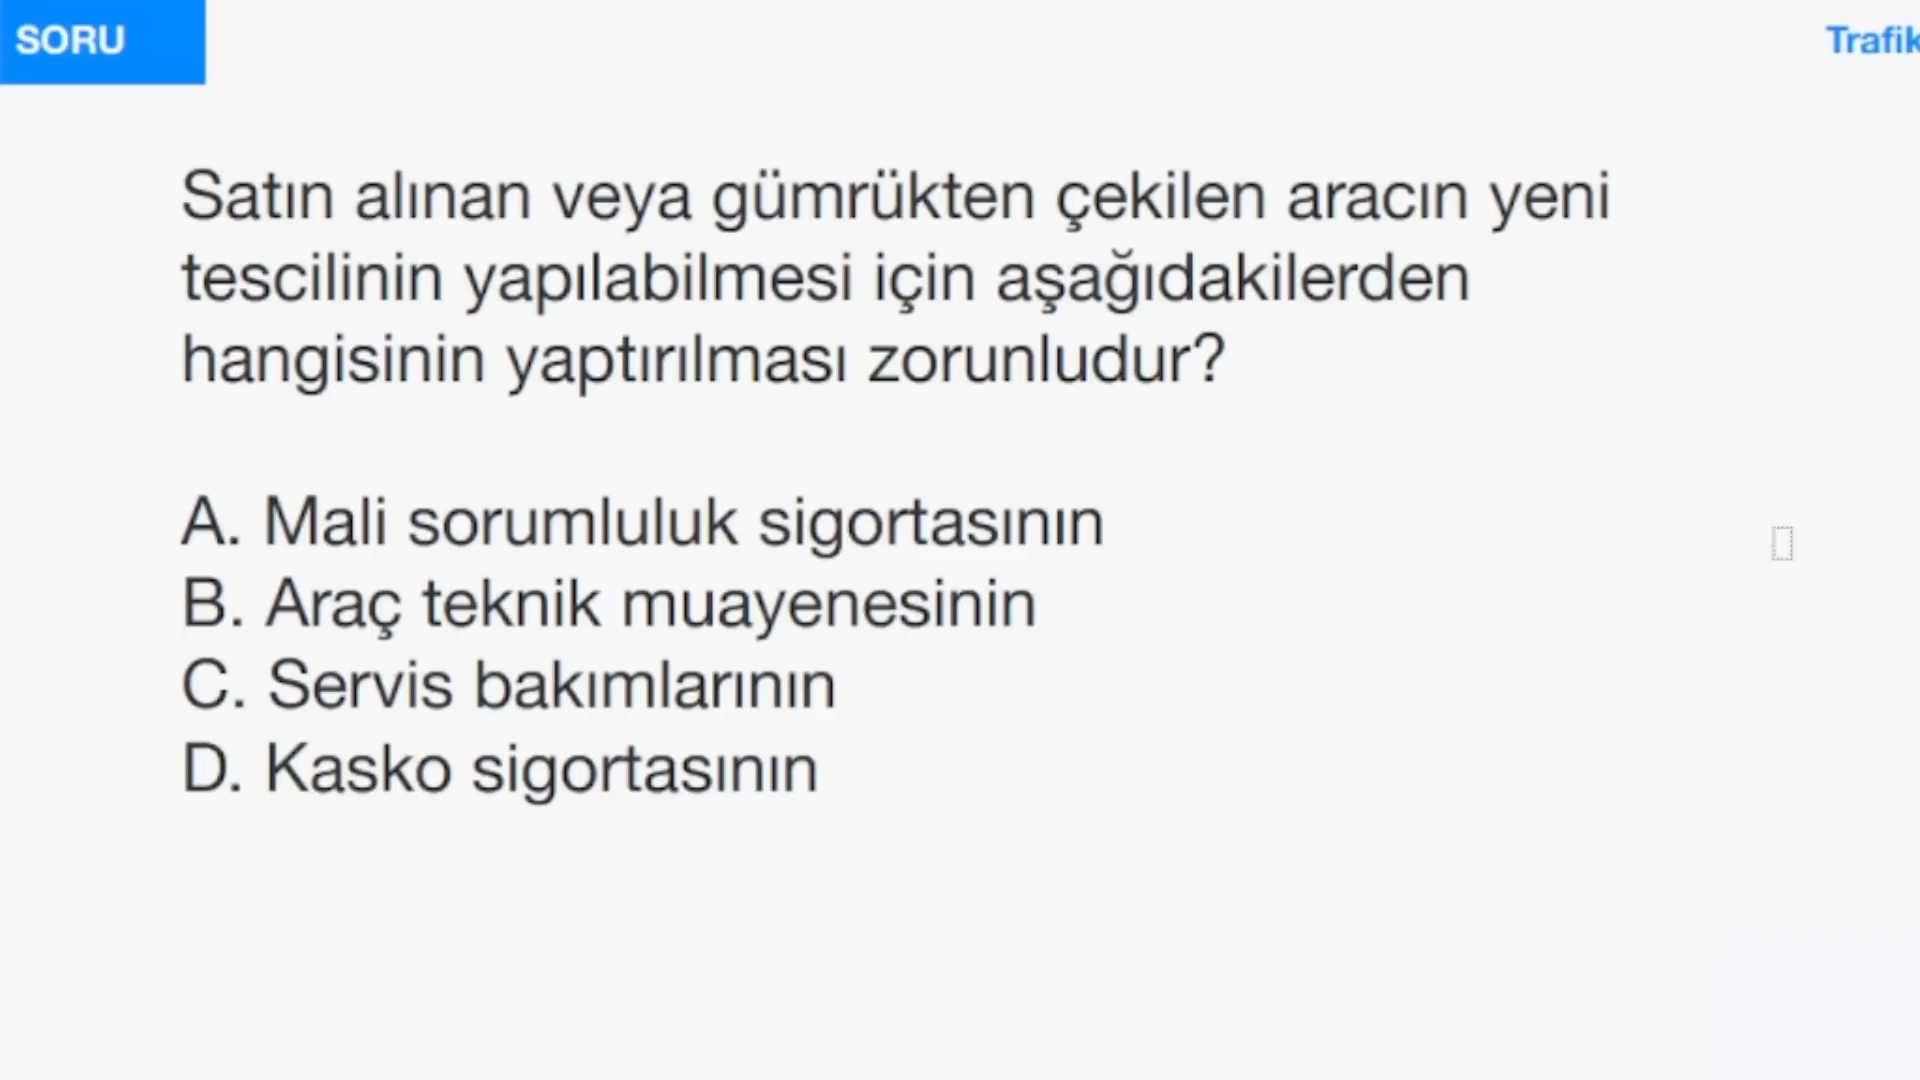 SORU
Trafik
Satın alınan veya gümrükten çekilen aracın yeni
tescilinin yapılabilmesi için aşağıdakilerden
hangisinin yaptırılması zorunludur?
A. Mali sorumluluk sigortasının
B. Araç teknik muayenesinin
C. Servis bakımlarının
D. Kasko sigortasının